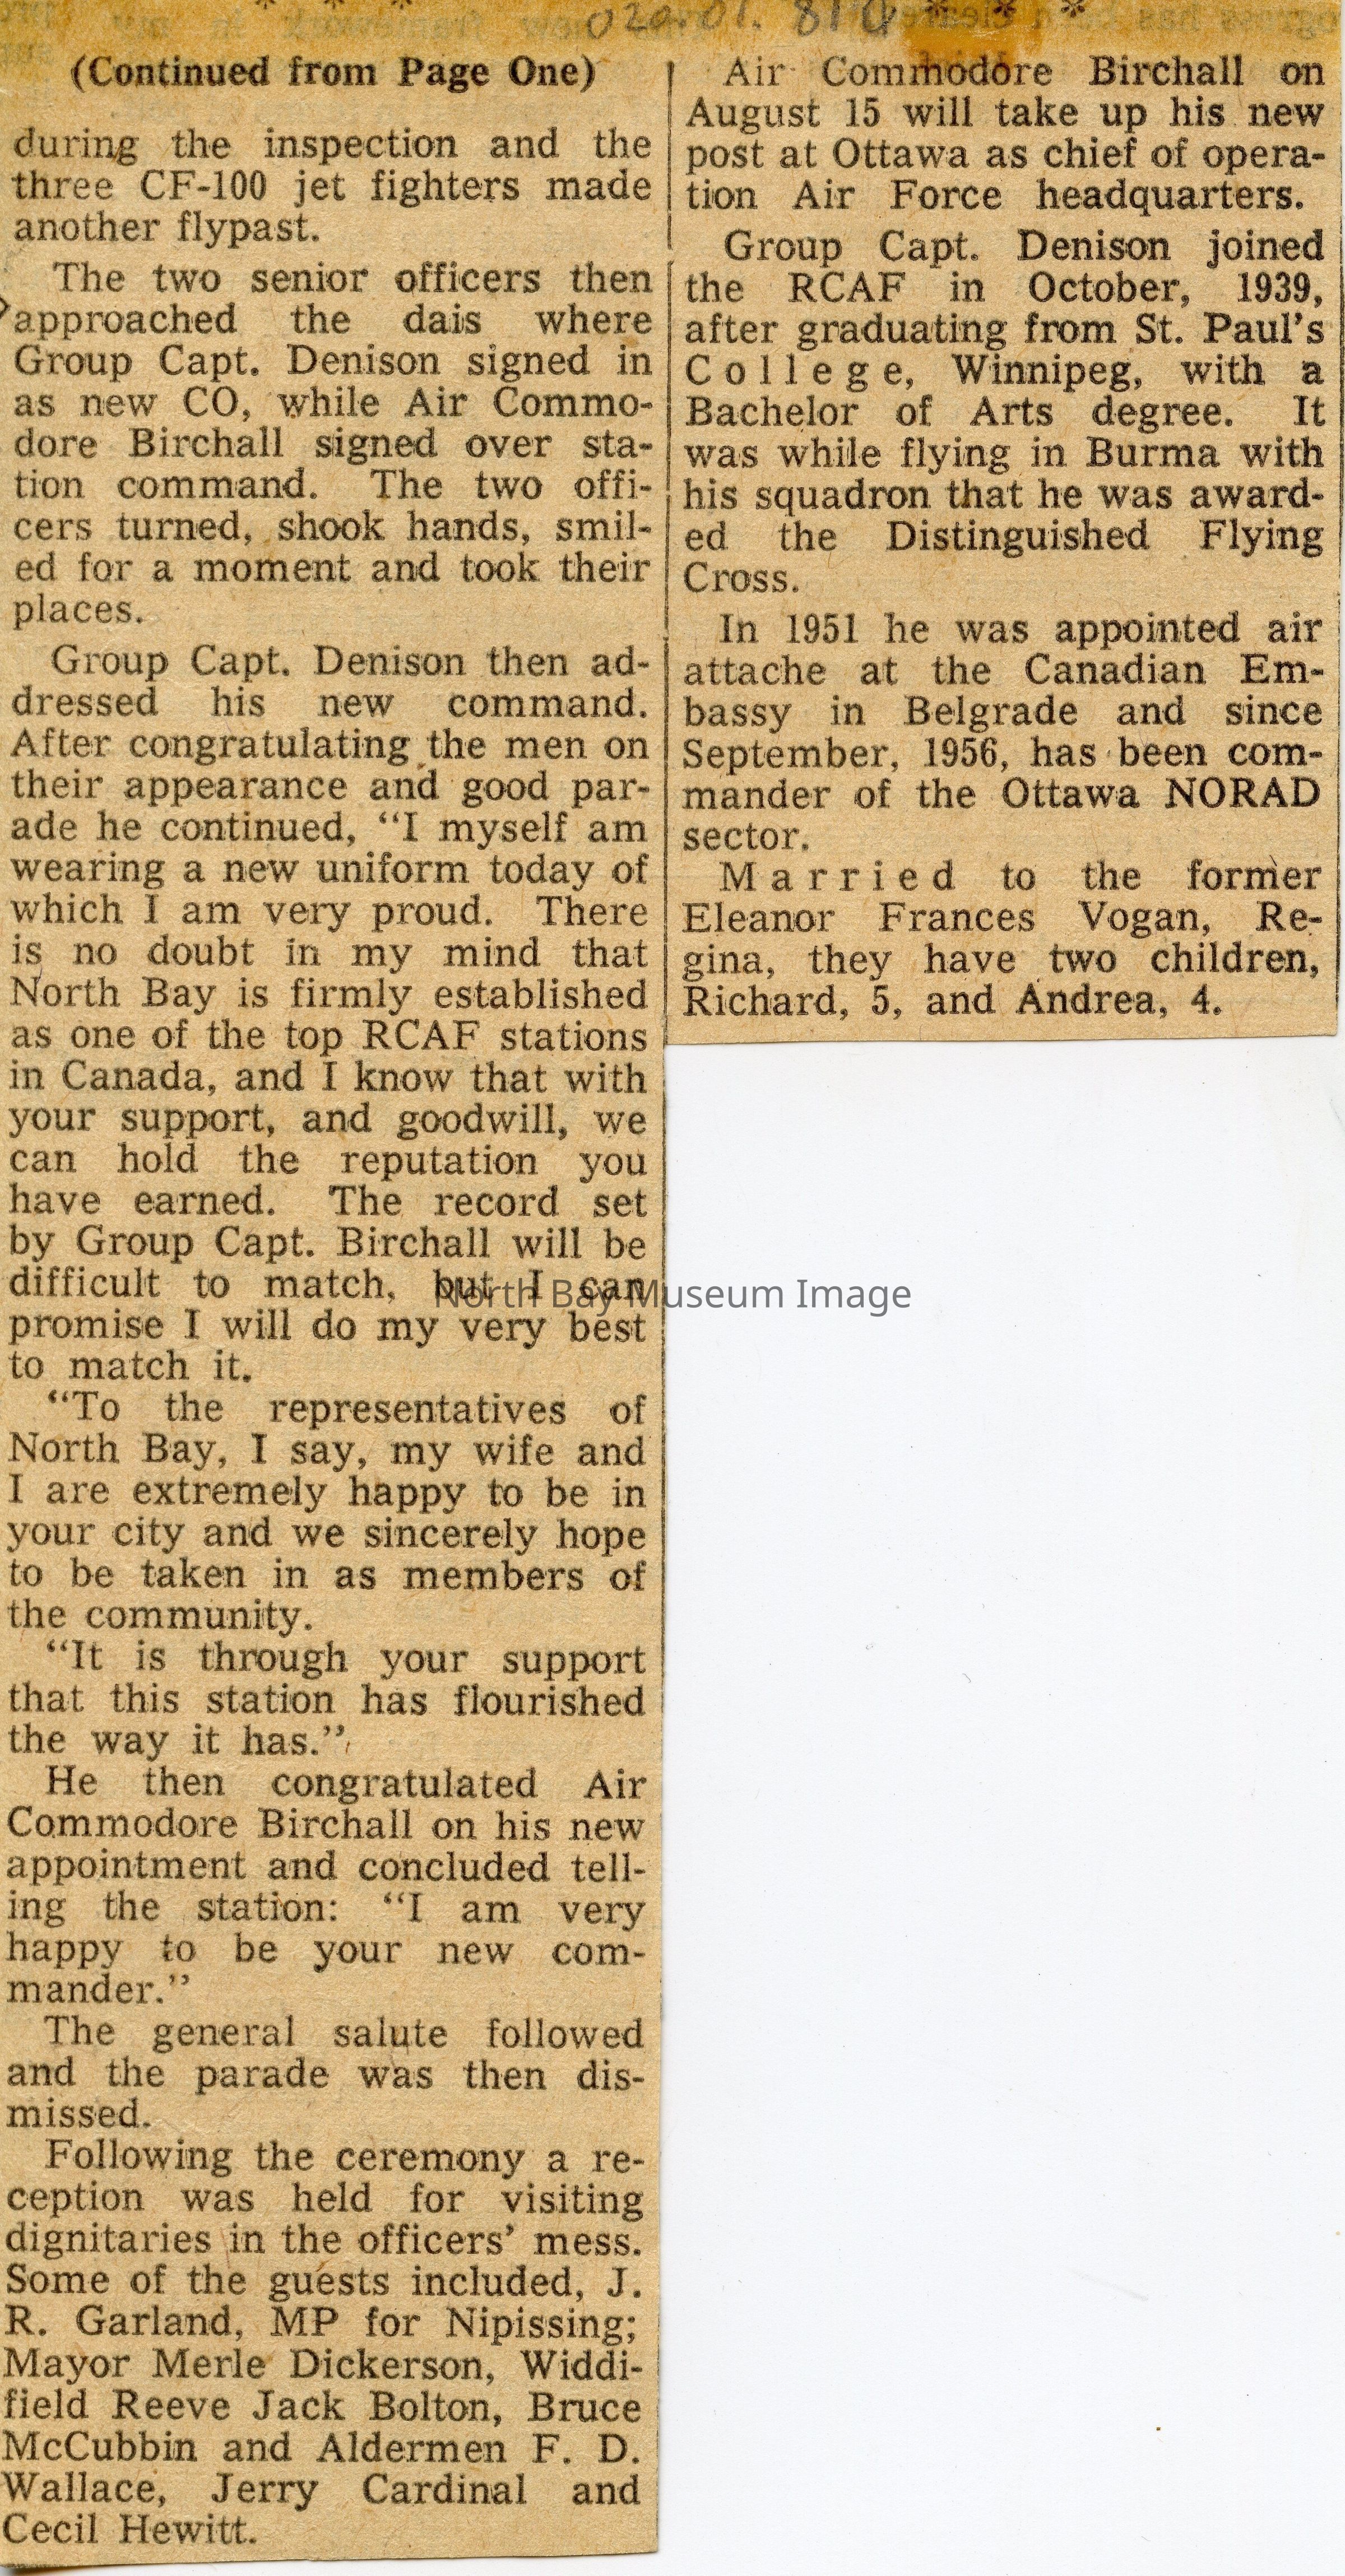 020.01. 810
* * * * * *
(Continued from Page One)
during the inspection and the
three CF-100 jet fighters made
another flypast.
The two senior officers then
approached the dais where
Group Capt. Denison signed in
as new CO, while Air Commo-
dore Birchall signed over sta-
tion command. The two offi-
cers turned, shook hands, smil-
ed for a moment and took their
places.
Group Capt. Denison then ad-
dressed his new command.
After congratulating the men on
their appearance and good par-
ade he continued, “I myself am
wearing a new uniform today of
which I am very proud. There
is no doubt in my mind that
North Bay is firmly established
as one of the top RCAF stations
in Canada, and I know that with
your support, and goodwill, we
can hold the reputation you
have earned. The record set
by Group Capt. Birchall will be
difficult to match, but I can
promise I will do my very best
to match it.
“To the representatives of
North Bay, I say, my wife and
I are extremely happy to be in
your city and we sincerely hope
to be taken in as members of
the community.
“It is through your support
that this station has flourished
the way it has.”
He then congratulated Air
Commodore Birchall on his new
appointment and concluded tell-
ing the station: “I am very
happy to be your new com-
mander.”
The general salute followed
and the parade was then dis-
missed.
Following the ceremony a re-
ception was held for visiting
dignitaries in the officers’ mess.
Some of the guests included, J.
R. Garland, MP for Nipissing;
Mayor Merle Dickerson, Widdi-
field Reeve Jack Bolton, Bruce
McCubbin and Aldermen F. D.
Wallace, Jerry Cardinal and
Cecil Hewitt.
Air Commodore Birchall on
August 15 will take up his new
post at Ottawa as chief of opera-
tion Air Force headquarters.
Group Capt. Denison joined
the RCAF in October, 1939,
after graduating from St. Paul’s
College, Winnipeg, with a
Bachelor of Arts degree. It
was while flying in Burma with
his squadron that he was award-
ed the Distinguished Flying
Cross.
In 1951 he was appointed air
attache at the Canadian Em-
bassy in Belgrade and since
September, 1956, has been com-
mander of the Ottawa NORAD
sector.
Married to the former
Eleanor Frances Vogan, Re-
gina, they have two children,
Richard, 5, and Andrea, 4.
North Bay Museum Image